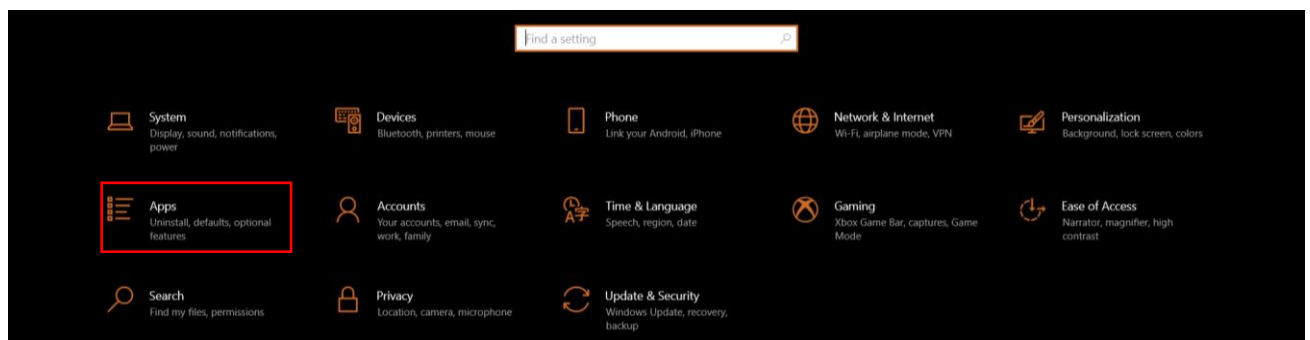 Find a setting
System
Display, sound, notifications,
power
Devices
Bluetooth, printers, mouse
Phone
Link your Android, iPhone
Network & Internet
Wi-Fi, airplane mode, VPN
Personalization
Background, lock screen, colors
Apps
Uninstall, defaults, optional
features
Accounts
Your accounts, email, sync,
work, family
Time & Language
Speech, region, date
Gaming
Xbox Game Bar, captures, Game
Mode
Ease of Access
Narrator, magnifier, high
contrast
Search
Find my files, permissions
Privacy
Location, camera, microphone
Update & Security
Windows Update, recovery,
backup